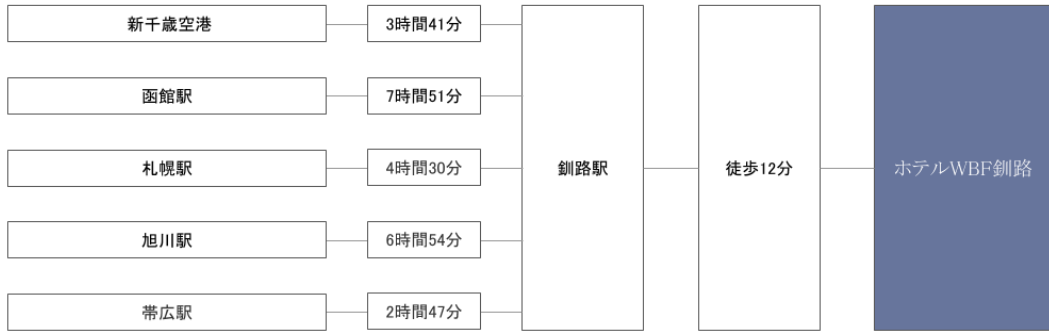 新千歳空港
3時間41分
函館駅
7時間51分
札幌駅
4時間30分
旭川駅
6時間54分
帯広駅
2時間47分
釧路駅
徒歩12分
ホテルWBF釧路